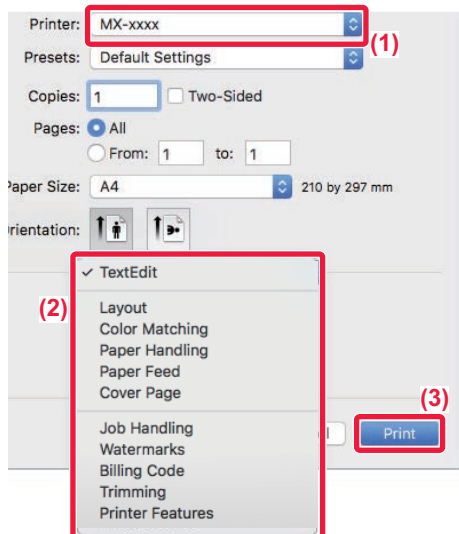 Printer: MX-xxxx
(1)
Presets: Default Settings
Copies: 1 Two-Sided
Pages: All
From: 1 to: 1
Paper Size: A4 210 by 297 mm
rientation:
(2)
✓ TextEdit
Layout
Color Matching
Paper Handling
Paper Feed
Cover Page
Job Handling
Watermarks
Billing Code
Trimming
Printer Features
(3)
Print